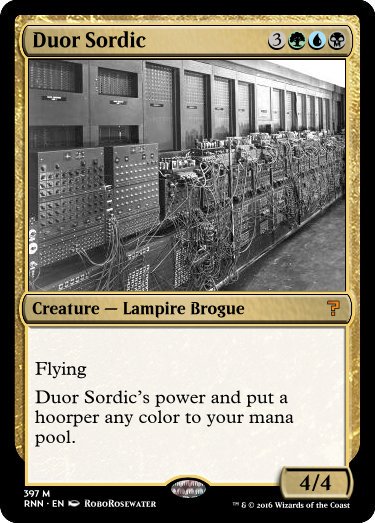 Duor Sordic 3
Creature — Lampire Brogue
Flying
Duor Sordic's power and put a
hoorper any color to your mana
pool.
4/4
397 M
RNN • EN RoboRosewater
™ & © 2016 Wizards of the Coast